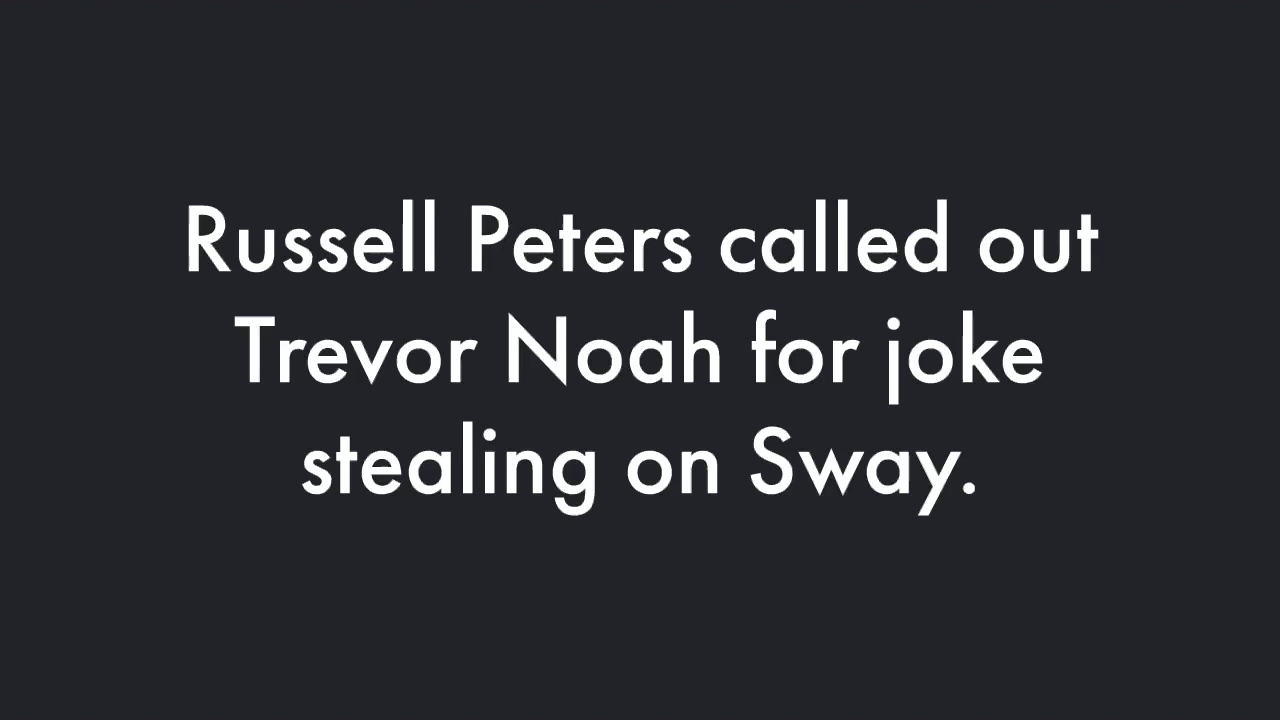 Russell Peters called out
Trevor Noah for joke
stealing on Sway.